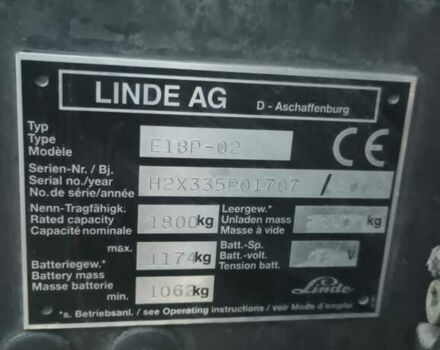 LINDE AG D - Aschaffenburg
Typ
Type
Modèle
E18P-02
CE
Serien-Nr. / Bj.
Serial no./year
No. de série/année
H2X335P01707 /
Nenn-Tragfähigk.
Rated capacity
Capacité nominale
1800 kg
Leergew.*
Unladen mass
Masse à vide
kg
Batteriegew.*
Battery mass
Masse batterie
max.
1174 kg
min.
1062 kg
Batt.-Sp.
Batt.-volt.
Tension batt.
V
Linde
*s. Betriebsanl. / see Operating instructions / voir Mode d'emploi